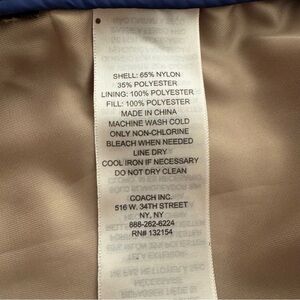 SHELL: 65% NYLON
35% POLYESTER
LINING: 100% POLYESTER
FILL: 100% POLYESTER
MADE IN CHINA
MACHINE WASH COLD
ONLY NON-CHLORINE
BLEACH WHEN NEEDED
LINE DRY
COOL IRON IF NECESSARY
DO NOT DRY CLEAN
COACH INC.
516 W. 34TH STREET
NY, NY
888-262-6224
RN# 132154